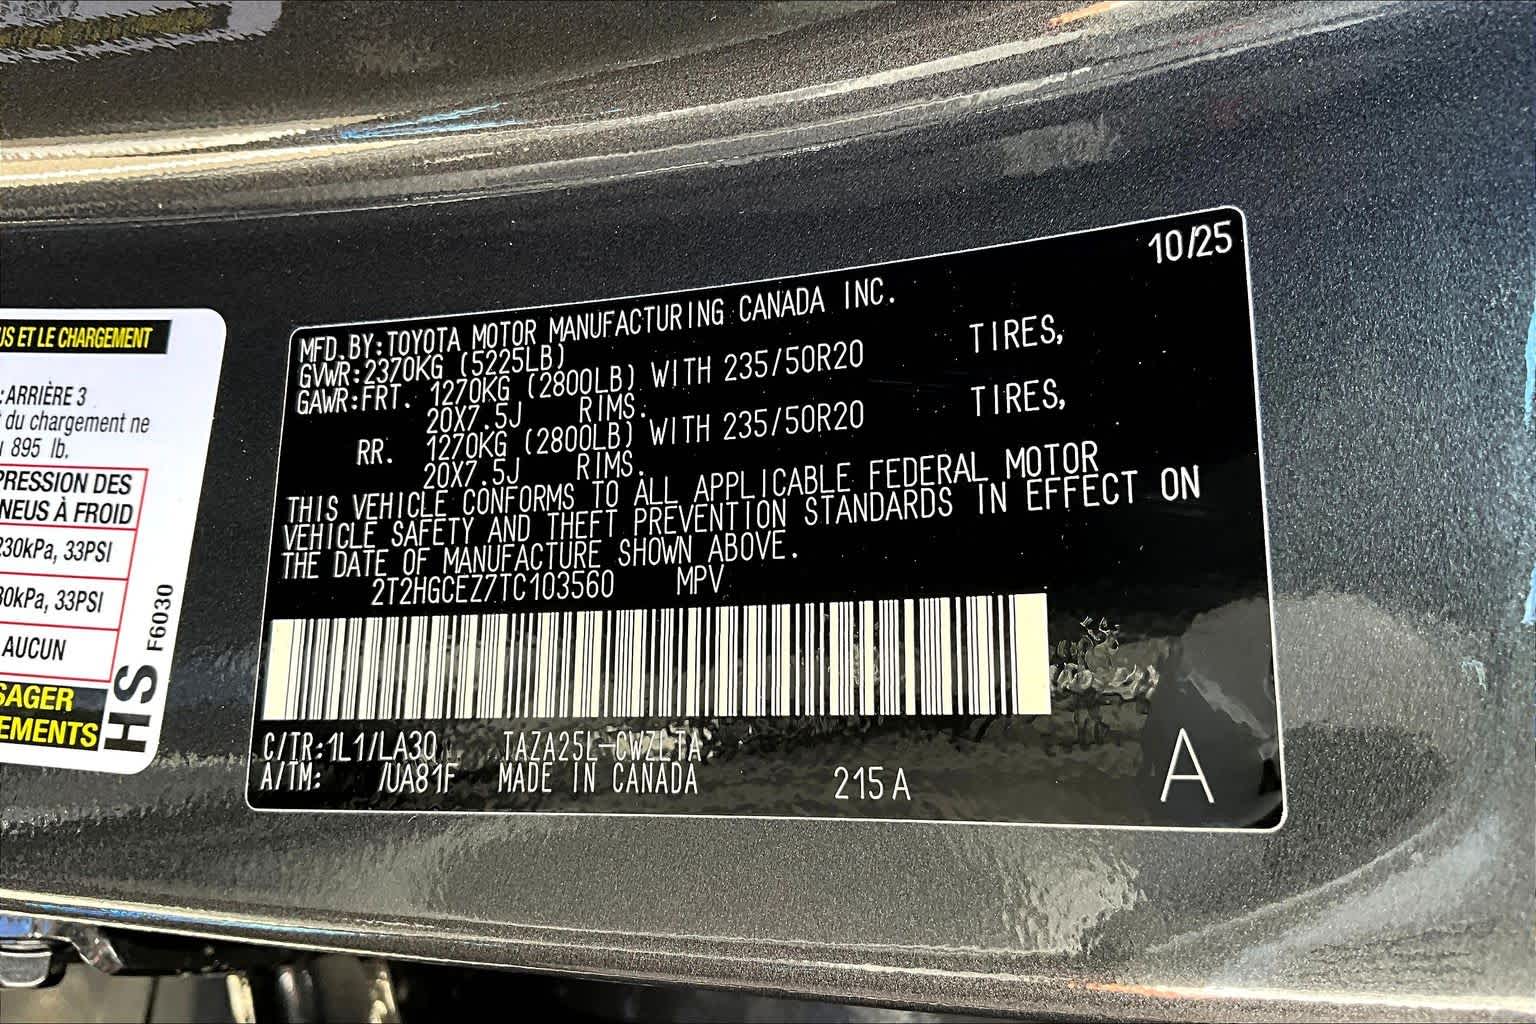 US ET LE CHARGEMENT
: ARRIÈRE 3
t du chargement ne
895 lb.
PRESSION DES
NEUS À FROID
230kPa, 33PSI
30kPa, 33PSI
AUCUN
SAGER
EMENTS
HS F6030
10/25
MFD.BY:TOYOTA MOTOR MANUFACTURING CANADA INC.
GVWR:2370KG (5225LB)
GAWR:FRT. 1270KG (2800LB) WITH 235/50R20 TIRES,
20X7.5J RIMS.
RR. 1270KG (2800LB) WITH 235/50R20 TIRES,
20X7.5J RIMS.
THIS VEHICLE CONFORMS TO ALL APPLICABLE FEDERAL MOTOR
VEHICLE SAFETY AND THEFT PREVENTION STANDARDS IN EFFECT ON
THE DATE OF MANUFACTURE SHOWN ABOVE.
2T2HGCEZ7TC103560 MPV
C/TR:1L1/LA30 TAZA25L-CWZLTA
A/TM: /UA81F MADE IN CANADA 215A A